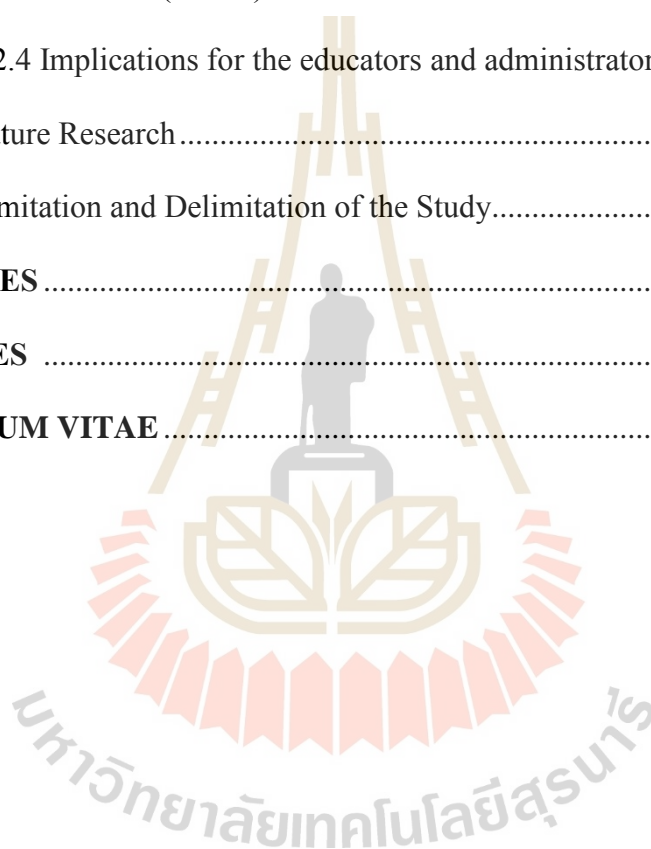 2.4 Implications for the educators and administrator
ture Research....................................................................
mitation and Delimitation of the Study......................
ES....................................................................................
ES ....................................................................................
UM VITAE....................................................................
มหาวิทยาลัยเทคโนโลยีสุรนารี